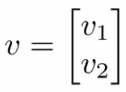 v = [v₁
v₂]